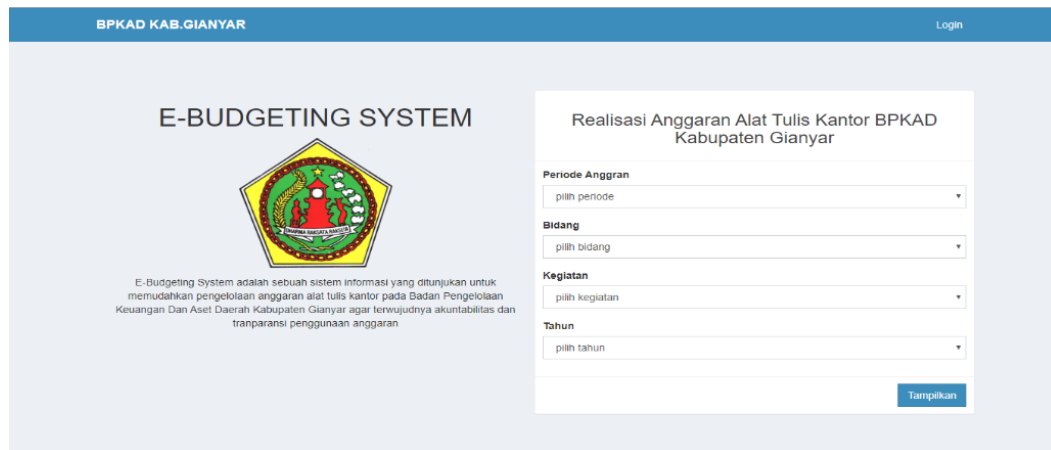 BPKAD KAB.GIANYAR
Login
E-BUDGETING SYSTEM
DHARMA RAKSATA RAKSITA
E-Budgeting System adalah sebuah sistem informasi yang ditunjukan untuk
memudahkan pengelolaan anggaran alat tulis kantor pada Badan Pengelolaan
Keuangan Dan Aset Daerah Kabupaten Gianyar agar terwujudnya akuntabilitas dan
tranparansi penggunaan anggaran
Realisasi Anggaran Alat Tulis Kantor BPKAD
Kabupaten Gianyar
Periode Anggran
pilih periode
Bidang
pilih bidang
Kegiatan
pilih kegiatan
Tahun
pilih tahun
Tampilkan